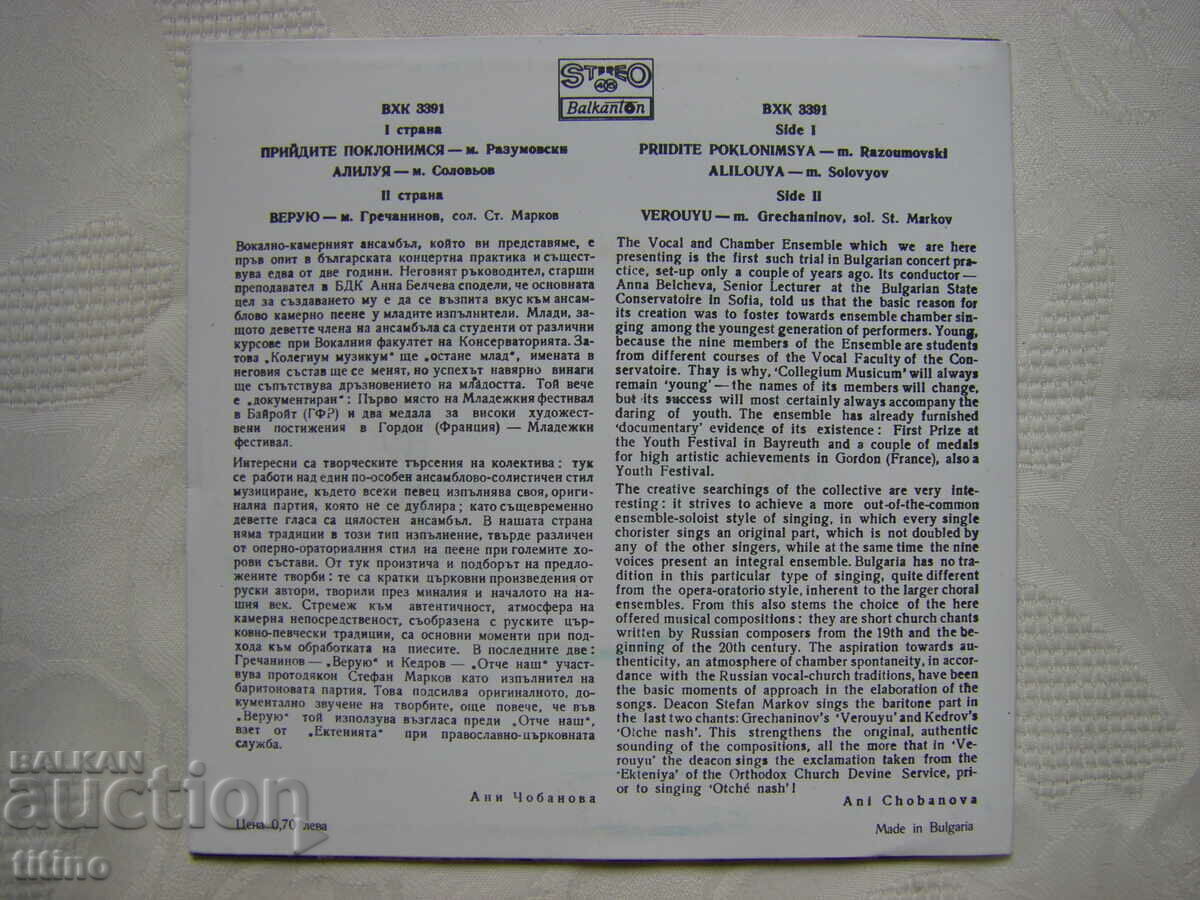 STEREO
45
Balkanton
ВХК 3391
I страна
ПРИЙДИТЕ ПОКЛОНИМСЯ — м. Разумовски
АЛИЛУЯ — м. Соловьов
II страна
ВЕРУЮ — м. Гречанинов, сол. Ст. Марков
Вокално-камерният ансамбъл, който ви представяме, е
пръв опит в българската концертна практика и същест-
вува едва от две години. Неговият ръководител, старши
преподавател в БДК Анна Белчева сподели, че основната
цел за създаването му е да се възпита вкус към ансам-
блово камерно пеене у младите изпълнители. Млади, за-
щото деветте члена на ансамбъла са студенти от различни
курсове при Вокалния факултет на Консерваторията. За-
това „Колегиум музикум" ще „остане млад", имената в
неговия състав ще се менят, но успехът навярно винаги
ще съпътствува дръзновението на младостта. Той вече
е „документиран": Първо място на Младежкия фестивал
в Байройт (ГФР) и два медала за високи художест-
вени постижения в Гордон (Франция) — Младежки
фестивал.
Интересни са творческите търсения на колектива: тук
се работи над един по-особен ансамблово-солистичен стил
музициране, където всеки певец изпълнява своя, ориги-
нална партия, която не се дублира; като същевременно
деветте гласа са цялостен ансамбъл. В нашата страна
няма традиции в този тип изпълнение, твърде различен
от оперно-ораториалния стил на пеене при големите хо-
рови състави. От тук произтича и подборът на предло-
жените творби: те са кратки църковни произведения от
руски автори, творили през миналия и началото на на-
шия век. Стремеж към автентичност, атмосфера на
камерна непосредственост, съобразена с руските цър-
ковно-певчески традиции, са основни моменти при под-
хода към обработката на пиесите. В последните две:
Гречанинов — „Верую" и Кедров — „Отче наш" участ-
вува протодякон Стефан Марков като изпълнител на
баритоновата партия. Това подсилва оригиналното, до-
кументално звучене на творбите, още повече, че във
„Верую" той използува възгласа преди „Отче наш",
взет от „Ектенията" при православно-църковната
служба.
Ани Чобанова
Цена 0,70 лева
ВХК 3391
Side I
PRIIDITE POKLONIMSYA — m. Razoumovski
ALILOUYA — m. Solovyov
Side II
VEROUYU — m. Grechaninov, sol. St. Markov
The Vocal and Chamber Ensemble which we are here
presenting is the first such trial in Bulgarian concert pra-
ctice, set-up only a couple of years ago. Its conductor —
Anna Belcheva, Senior Lecturer at the Bulgarian State
Conservatoire in Sofia, told us that the basic reason for
its creation was to foster towards ensemble chamber sin-
ging among the youngest generation of performers. Young,
because the nine members of the Ensemble are students
from different courses of the Vocal Faculty of the Con-
servatoire. Thay is why, 'Collegium Musicum' will always
remain 'young' — the names of its members will change,
but its success will most certainly always accompany the
daring of youth. The ensemble has already furnished
'documentary' evidence of its existence: First Prize at
the Youth Festival in Bayreuth and a couple of medals
for high artistic achievements in Gordon (France), also a
Youth Festival.
The creative searchings of the collective are very inte-
resting: it strives to achieve a more out-of-the-common
ensemble-soloist style of singing, in which every single
chorister sings an original part, which is not doubled by
any of the other singers, while at the same time the nine
voices present an integral ensemble. Bulgaria has no tra-
dition in this particular type of singing, quite different
from the opera-oratorio style, inherent to the larger choral
ensembles. From this also stems the choice of the here
offered musical compositions: they are short church chants
written by Russian composers from the 19th and the be-
ginning of the 20th century. The aspiration towards au-
thenticity, an atmosphere of chamber spontaneity, in accor-
dance with the Russian vocal-church traditions, have been
the basic moments of approach in the elaboration of the
songs. Deacon Stefan Markov sings the baritone part in
the last two chants: Grechaninov's 'Verouyu' and Kedrov's
'Otche nash'. This strengthens the original, authentic
sounding of the compositions, all the more that in 'Ve-
rouyu' the deacon sings the exclamation taken from the
'Ekteniya' of the Orthodox Church Devine Service, pri-
or to singing 'Otché nash'!
Ani Chobanova
Made in Bulgaria
BALKAN
auction
titino